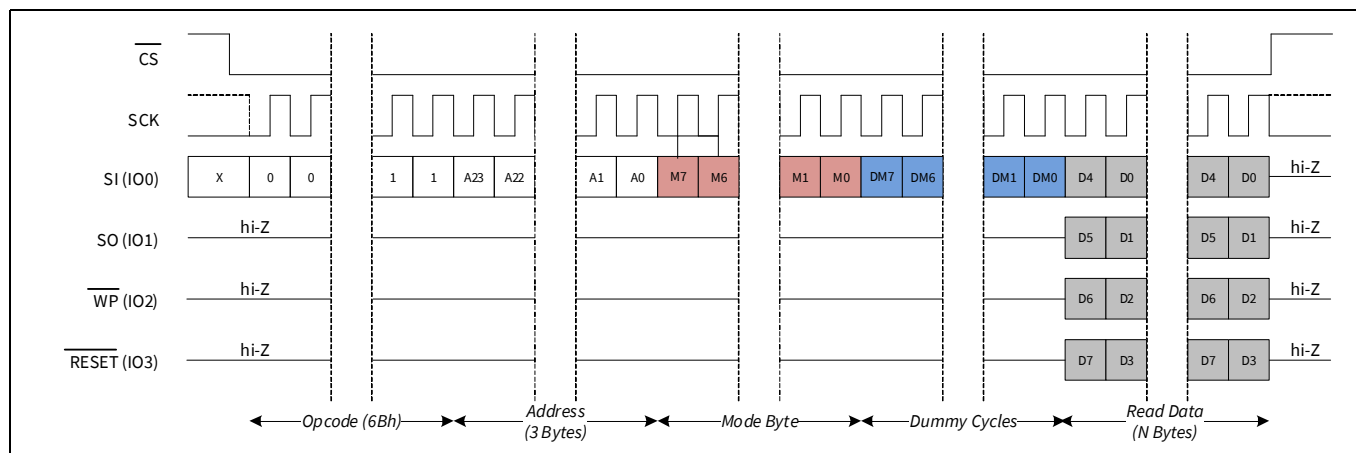 CS
SCK
SI (IO0) X 0 0 1 1 A23 A22 A1 A0 M7 M6 M1 M0 DM7 DM6 DM1 DM0 D4 D0 D4 D0 hi-Z
SO (IO1) hi-Z D5 D1 D5 D1 hi-Z
WP (IO2) hi-Z D6 D2 D6 D2 hi-Z
RESET (IO3) hi-Z D7 D3 D7 D3 hi-Z
Opcode (6Bh) Address Mode Byte Dummy Cycles Read Data
(3 Bytes) (N Bytes)